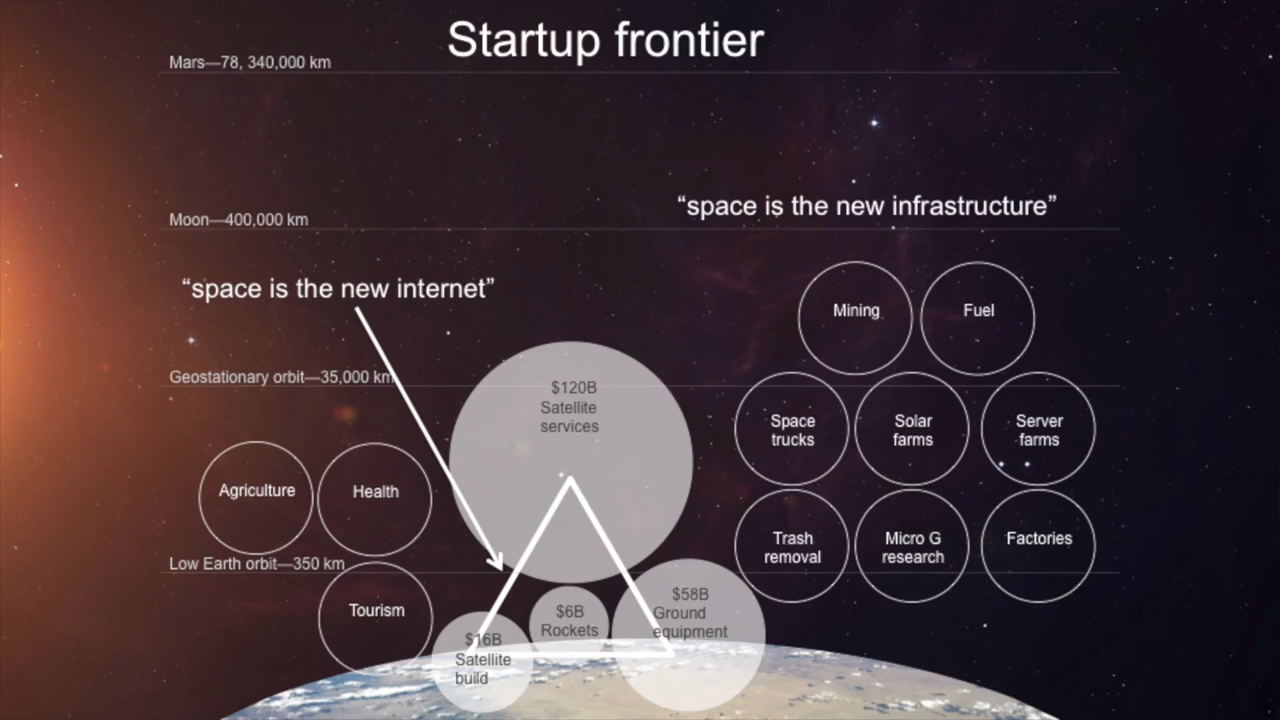 Startup frontier
Mars—78, 340,000 km
“space is the new infrastructure”
Moon—400,000 km
“space is the new internet”
Mining
Fuel
Geostationary orbit—35,000 km
$120B
Satellite
services
Space
trucks
Solar
farms
Server
farms
Agriculture
Health
Trash
removal
Micro G
research
Factories
Low Earth orbit—350 km
Tourism
$6B
Rockets
$58B
Ground
equipment
$16B
Satellite
build